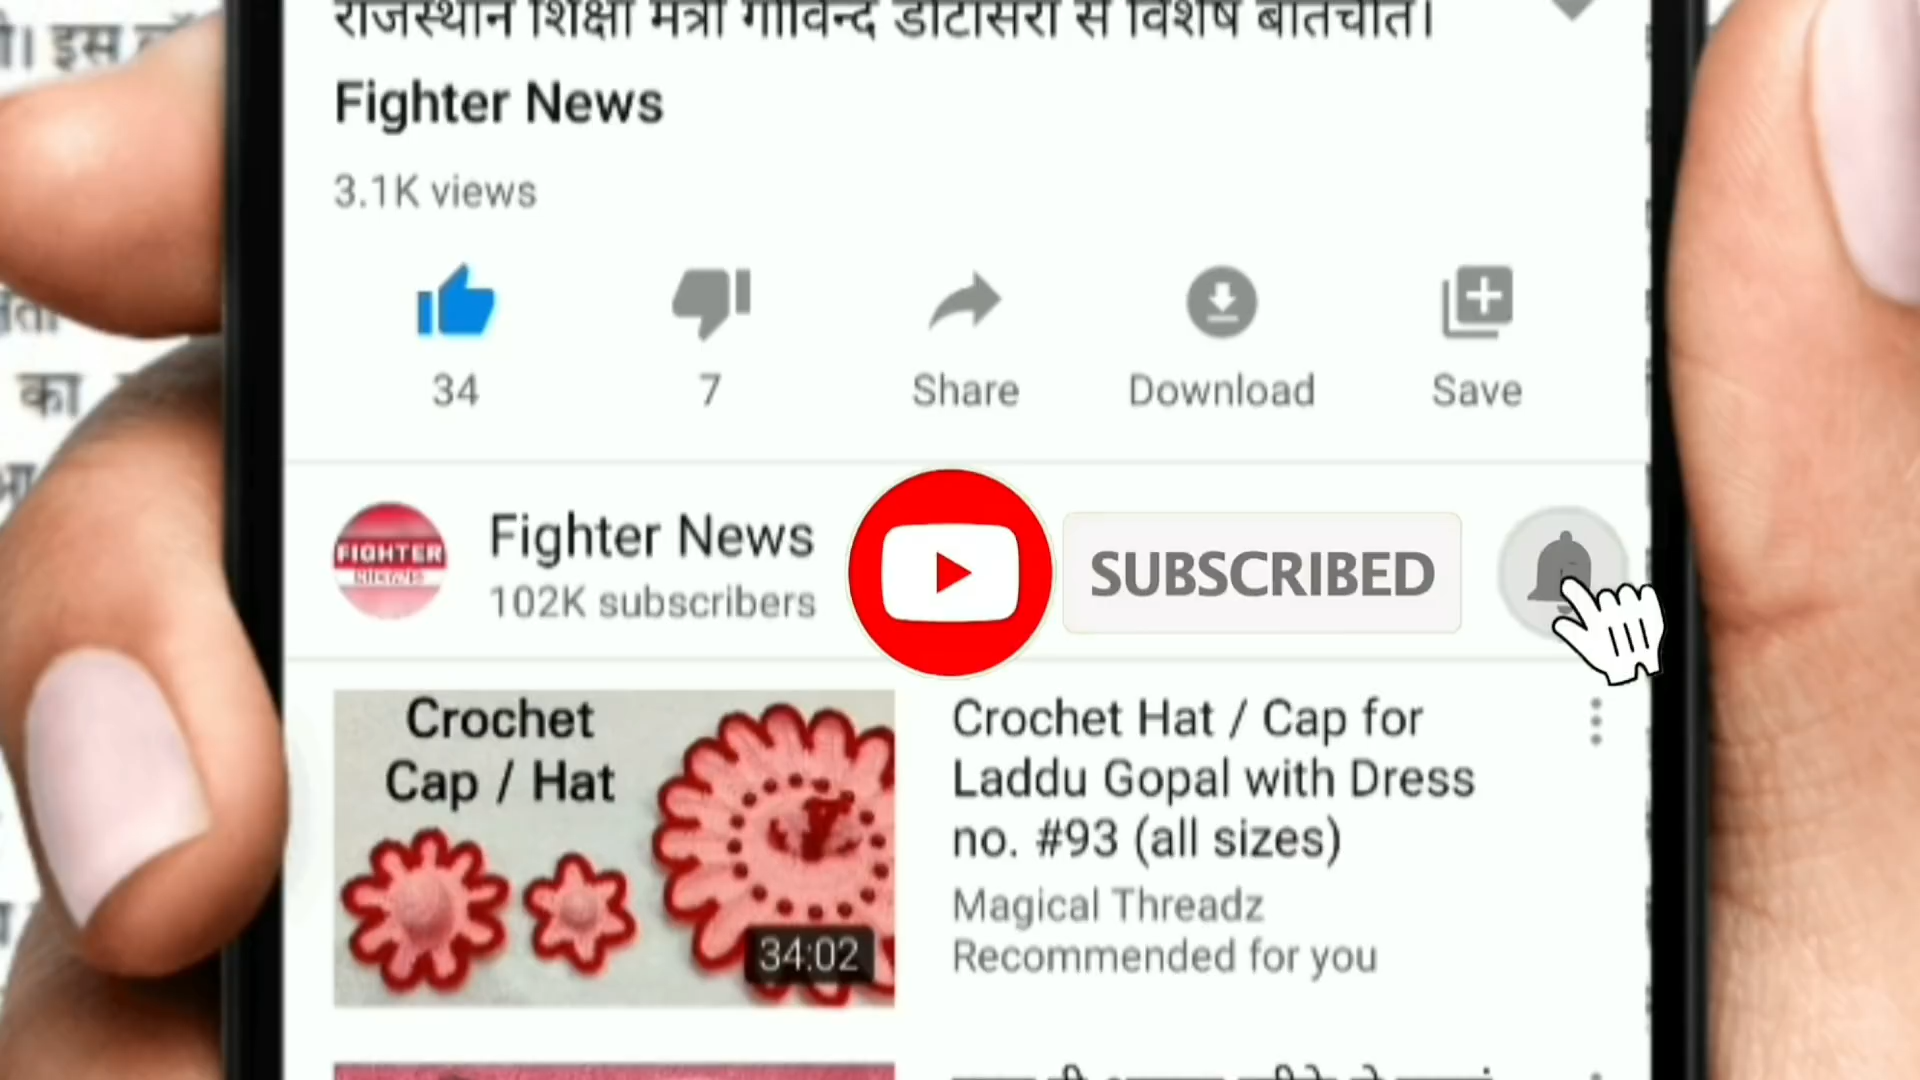 राजस्थान शिक्षा मंत्री गोविन्द डोटासरा से विशेष बातचीत।
Fighter News
3.1K views
34
7
Share
Download
Save
Fighter News
102K subscribers
FIGHTER
SUBSCRIBED
Crochet
Cap / Hat
34:02
Crochet Hat / Cap for
Laddu Gopal with Dress
no. #93 (all sizes)
Magical Threadz
Recommended for you
। इस
का